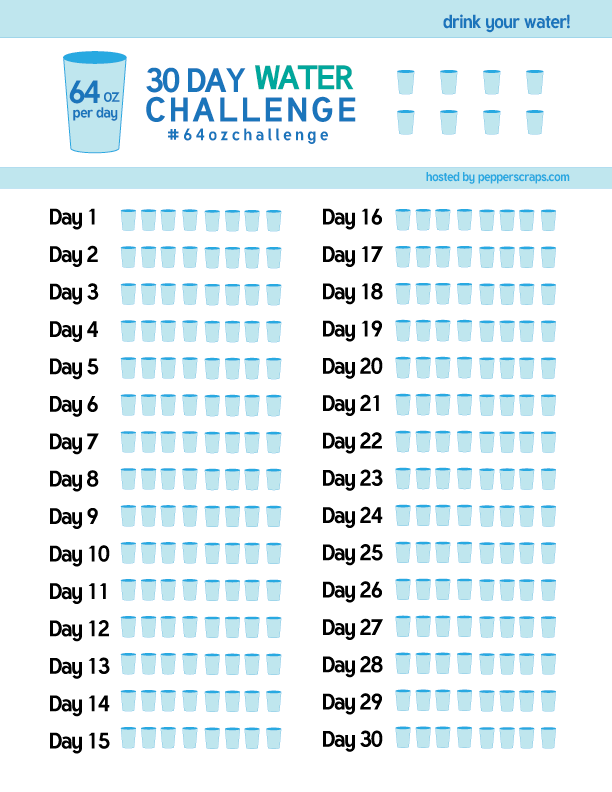 drink your water!
64 oz
per day
30 DAY WATER
CHALLENGE
#64ozchallenge
hosted by pepperscraps.com
Day 1
Day 2
Day 3
Day 4
Day 5
Day 6
Day 7
Day 8
Day 9
Day 10
Day 11
Day 12
Day 13
Day 14
Day 15
Day 16
Day 17
Day 18
Day 19
Day 20
Day 21
Day 22
Day 23
Day 24
Day 25
Day 26
Day 27
Day 28
Day 29
Day 30